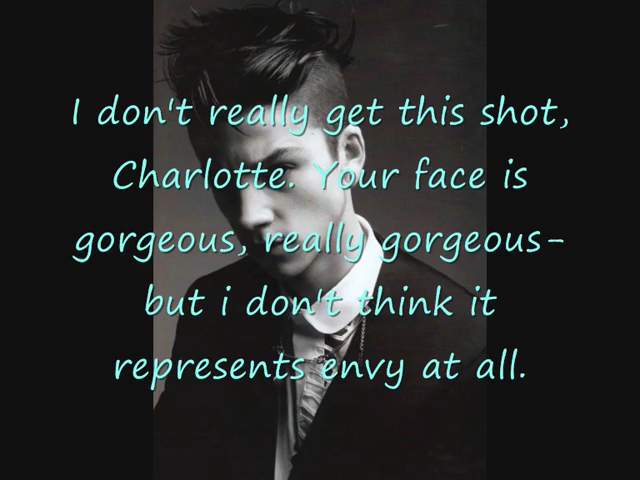 I don't really get this shot,
Charlotte. Your face is
gorgeous, really gorgeous-
but i don't think it
represents envy at all.